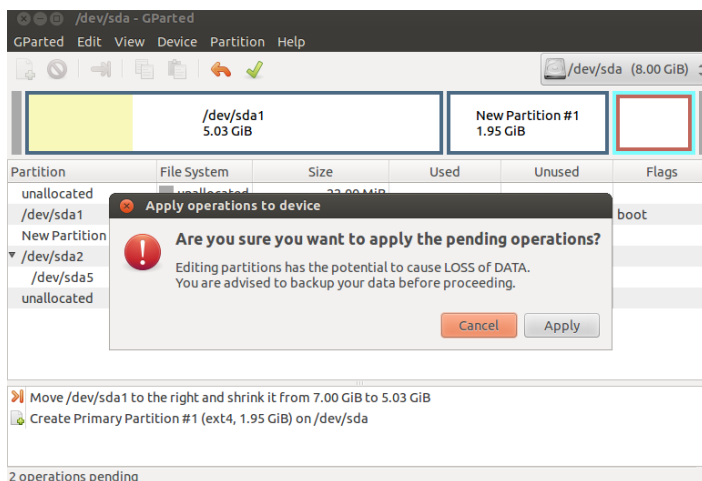 /dev/sda - GParted
GParted Edit View Device Partition Help
/dev/sda (8.00 GiB)
/dev/sda1
5.03 GiB
New Partition #1
1.95 GiB
Partition File System Size Used Unused Flags
unallocated unallocated 22.00 MiB
/dev/sda1 boot
New Partition
/dev/sda2
/dev/sda5
unallocated
Apply operations to device
Are you sure you want to apply the pending operations?
Editing partitions has the potential to cause LOSS of DATA.
You are advised to backup your data before proceeding.
Cancel Apply
Move /dev/sda1 to the right and shrink it from 7.00 GiB to 5.03 GiB
Create Primary Partition #1 (ext4, 1.95 GiB) on /dev/sda
2 operations pending